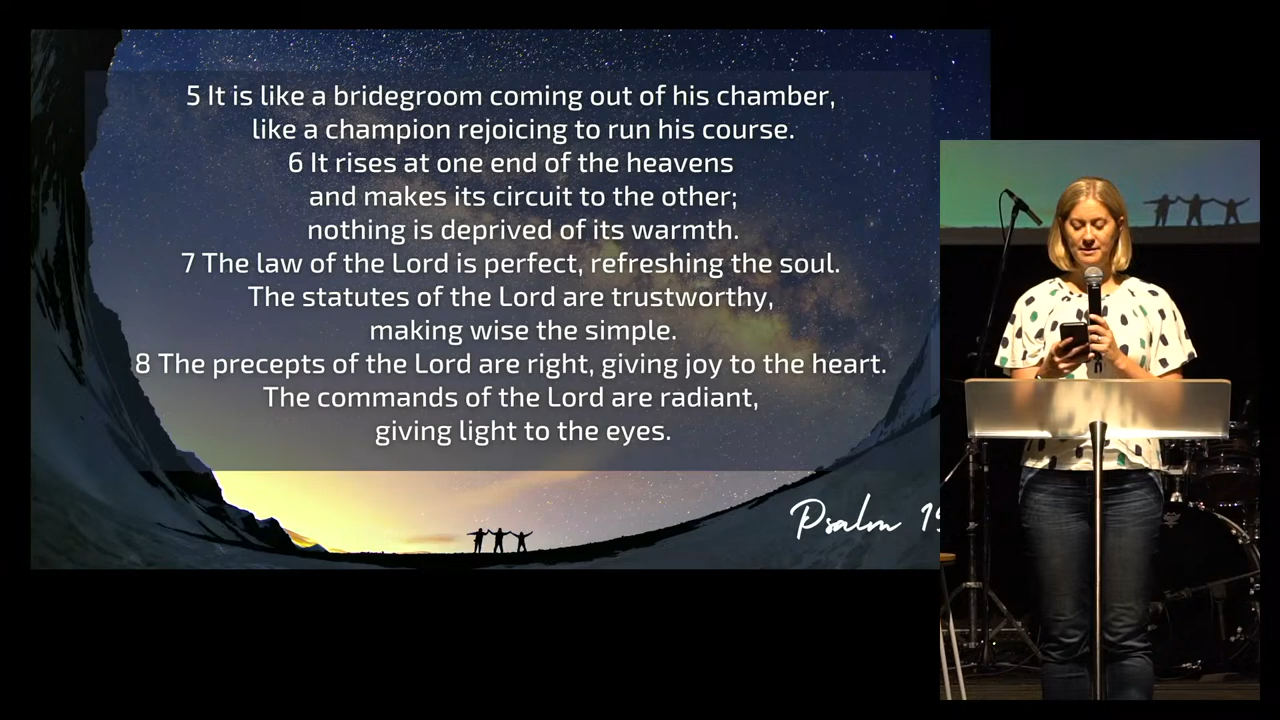 5 It is like a bridegroom coming out of his chamber,
like a champion rejoicing to run his course.
6 It rises at one end of the heavens
and makes its circuit to the other;
nothing is deprived of its warmth.
7 The law of the Lord is perfect, refreshing the soul.
The statutes of the Lord are trustworthy,
making wise the simple.
8 The precepts of the Lord are right, giving joy to the heart.
The commands of the Lord are radiant,
giving light to the eyes.
Psalm